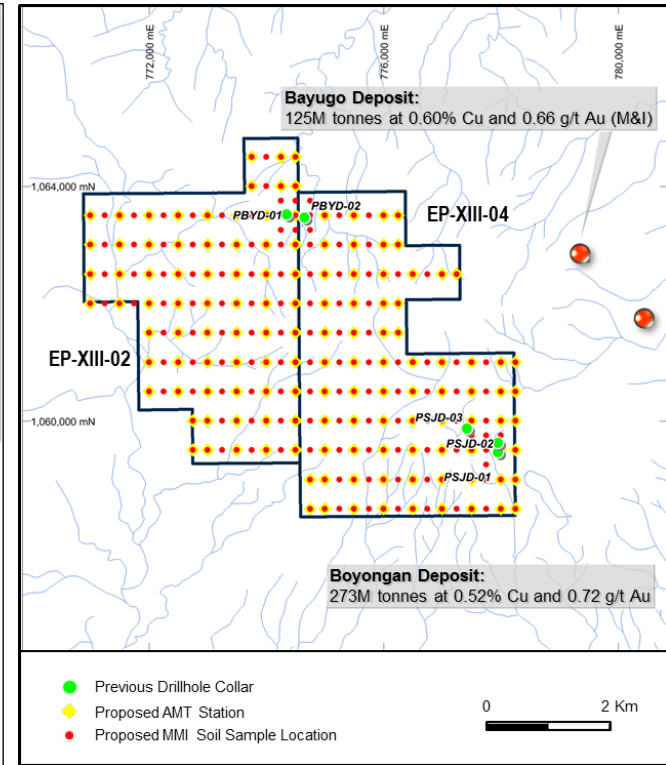 772,000 mE
776,000 mE
780,000 mE
Bayugo Deposit:
125M tonnes at 0.60% Cu and 0.66 g/t Au (M&I)
1,064,000 mN
PBYD-01
PBYD-02
EP-XIII-04
EP-XIII-02
1,060,000 mN
PSJD-03
PSJD-02
PSJD-01
Boyongan Deposit:
273M tonnes at 0.52% Cu and 0.72 g/t Au
Previous Drillhole Collar
Proposed AMT Station
Proposed MMI Soil Sample Location
0 2 Km